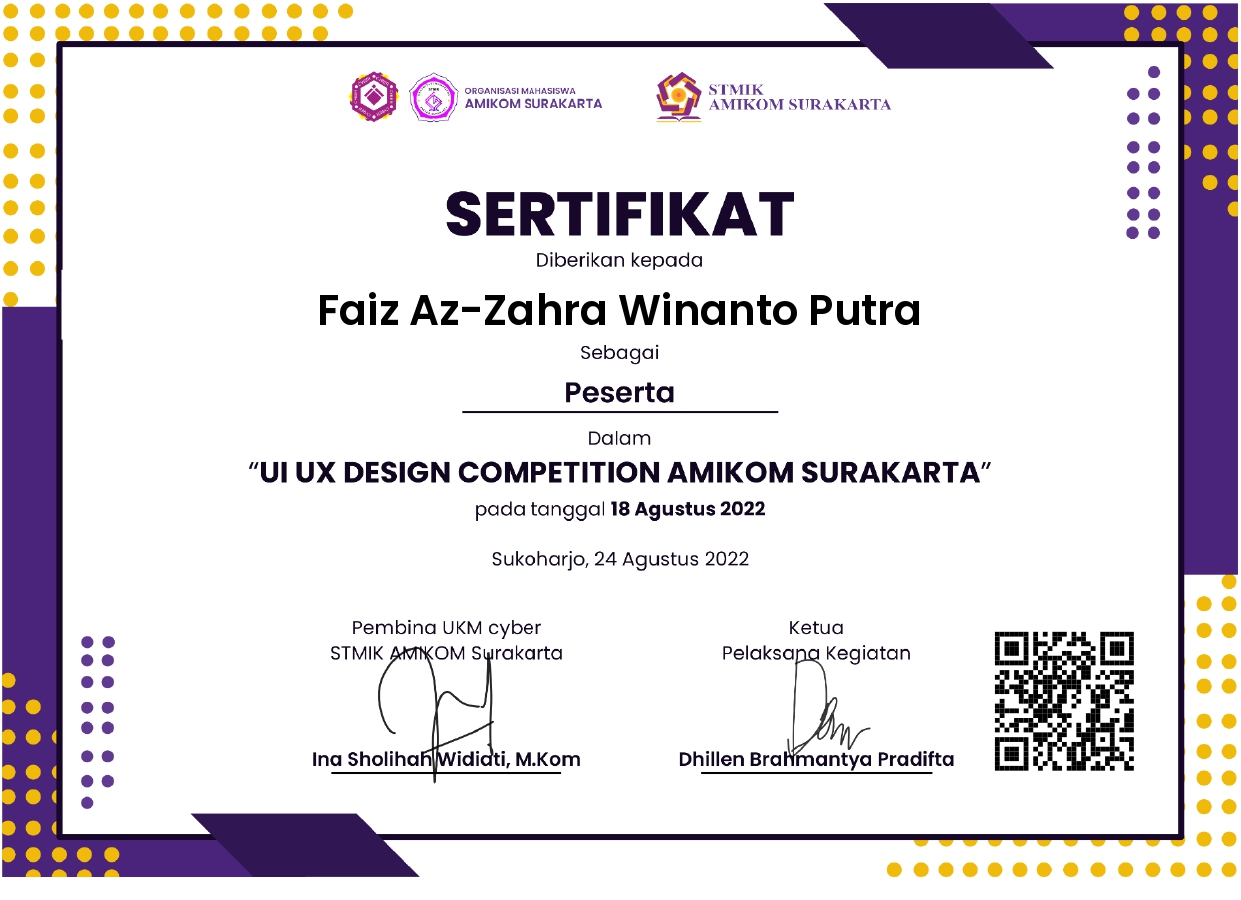 ORGANISASI MAHASISWA
AMIKOM SURAKARTA
STMIK
AMIKOM SURAKARTA
SERTIFIKAT
Diberikan kepada
Faiz Az-Zahra Winanto Putra
Sebagai
Peserta
Dalam
“UI UX DESIGN COMPETITION AMIKOM SURAKARTA”
pada tanggal 18 Agustus 2022
Sukoharjo, 24 Agustus 2022
Pembina UKM cyber
STMIK AMIKOM Surakarta
Ina Sholihah Widiati, M.Kom
Ketua
Pelaksana Kegiatan
Dhillen Brahmantya Pradifta